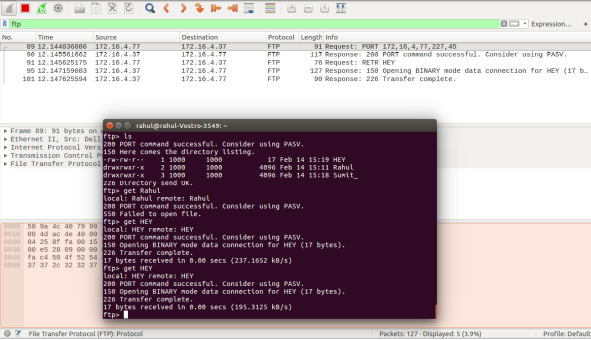 ftp
Expression...
+
No. Time Source Destination Protocol Length Info
89 12.144836086 172.16.4.77 172.16.4.37 FTP 91 Request: PORT 172,16,4,77,227,45
90 12.145561662 172.16.4.37 172.16.4.77 FTP 117 Response: 200 PORT command successful. Consider using PASV.
91 12.145625175 172.16.4.77 172.16.4.37 FTP 76 Request: RETR HEY
95 12.147159083 172.16.4.37 172.16.4.77 FTP 127 Response: 150 Opening BINARY mode data connection for HEY (17 b...
101 12.147625594 172.16.4.37 172.16.4.77 FTP 90 Response: 226 Transfer complete.
Frame 89: 91 bytes on
Ethernet II, Src: Dell
Internet Protocol Vers
Transmission Control P
File Transfer Protocol
0000 50 9a 4c 40 79 90
0010 00 4d ac 4e 40 00
0020 04 25 8f fa 00 15
0030 00 e5 28 89 00 00
0040 fa c4 50 4f 52 54
0050 37 37 2c 32 32 37
rahul@rahul-Vostro-3549: ~
ftp> ls
200 PORT command successful. Consider using PASV.
150 Here comes the directory listing.
-rw-rw-r-- 1 1000 1000 17 Feb 14 15:19 HEY
drwxrwxr-x 2 1000 1000 4096 Feb 14 15:11 Rahul
drwxrwxr-x 3 1000 1000 4096 Feb 14 15:18 Sumit_
226 Directory send OK.
ftp> get Rahul
local: Rahul remote: Rahul
200 PORT command successful. Consider using PASV.
550 Failed to open file.
ftp> get HEY
local: HEY remote: HEY
200 PORT command successful. Consider using PASV.
150 Opening BINARY mode data connection for HEY (17 bytes).
226 Transfer complete.
17 bytes received in 0.00 secs (237.1652 kB/s)
ftp> get HEY
local: HEY remote: HEY
200 PORT command successful. Consider using PASV.
150 Opening BINARY mode data connection for HEY (17 bytes).
226 Transfer complete.
17 bytes received in 0.00 secs (195.3125 kB/s)
ftp>
File Transfer Protocol (FTP): Protocol
Packets: 127 · Displayed: 5 (3.9%)
Profile: Default